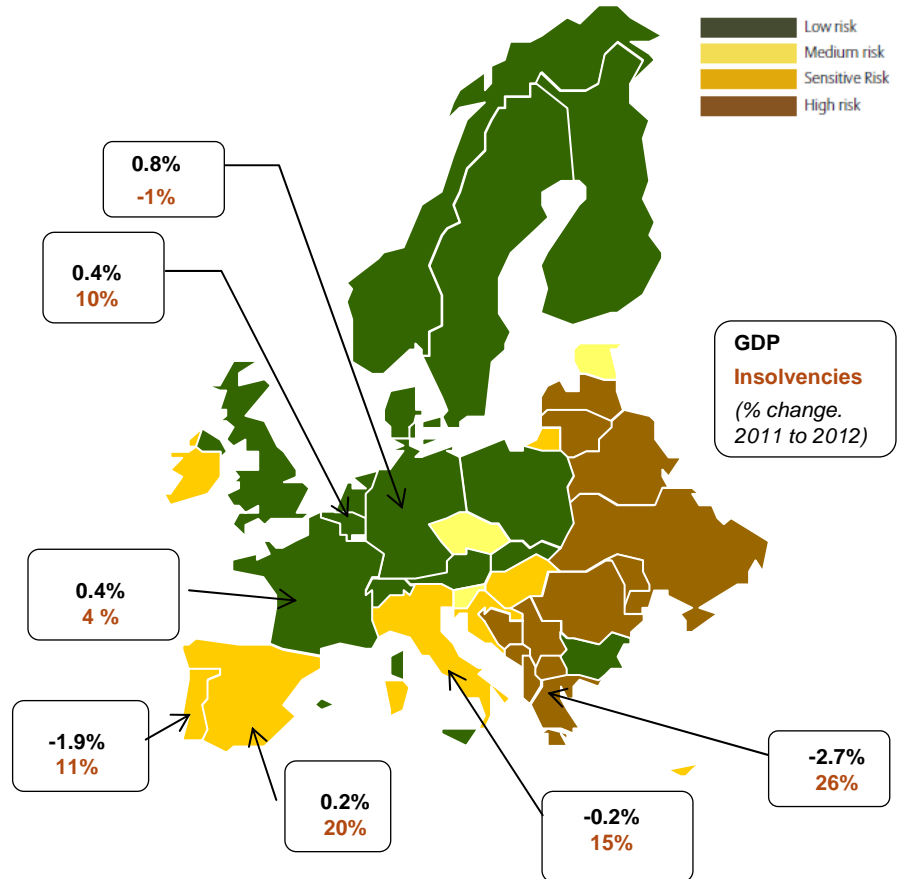 Low risk
Medium risk
Sensitive Risk
High risk
0.8%
-1%
0.4%
10%
GDP
Insolvencies
(% change.
2011 to 2012)
0.4%
4 %
-1.9%
11%
0.2%
20%
-0.2%
15%
-2.7%
26%